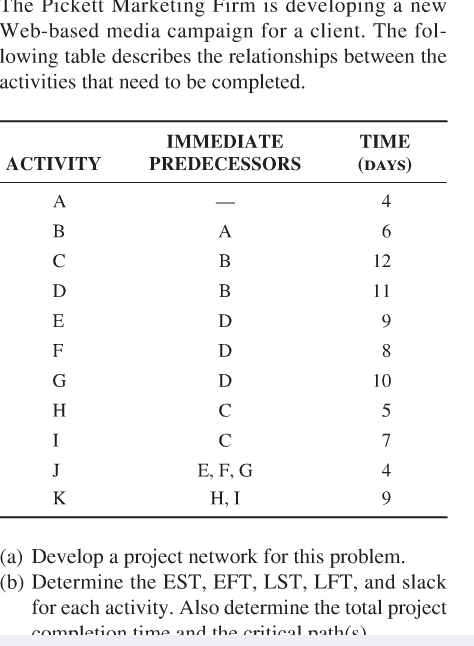 The Pickett Marketing Firm is developing a new
Web-based media campaign for a client. The fol-
lowing table describes the relationships between the
activities that need to be completed.
IMMEDIATE TIME
ACTIVITY PREDECESSORS (DAYS)
A — 4
B A 6
C B 12
D B 11
E D 9
F D 8
G D 10
H C 5
I C 7
J E, F, G 4
K H, I 9
(a) Develop a project network for this problem.
(b) Determine the EST, EFT, LST, LFT, and slack
for each activity. Also determine the total project
completion time and the critical path(s).